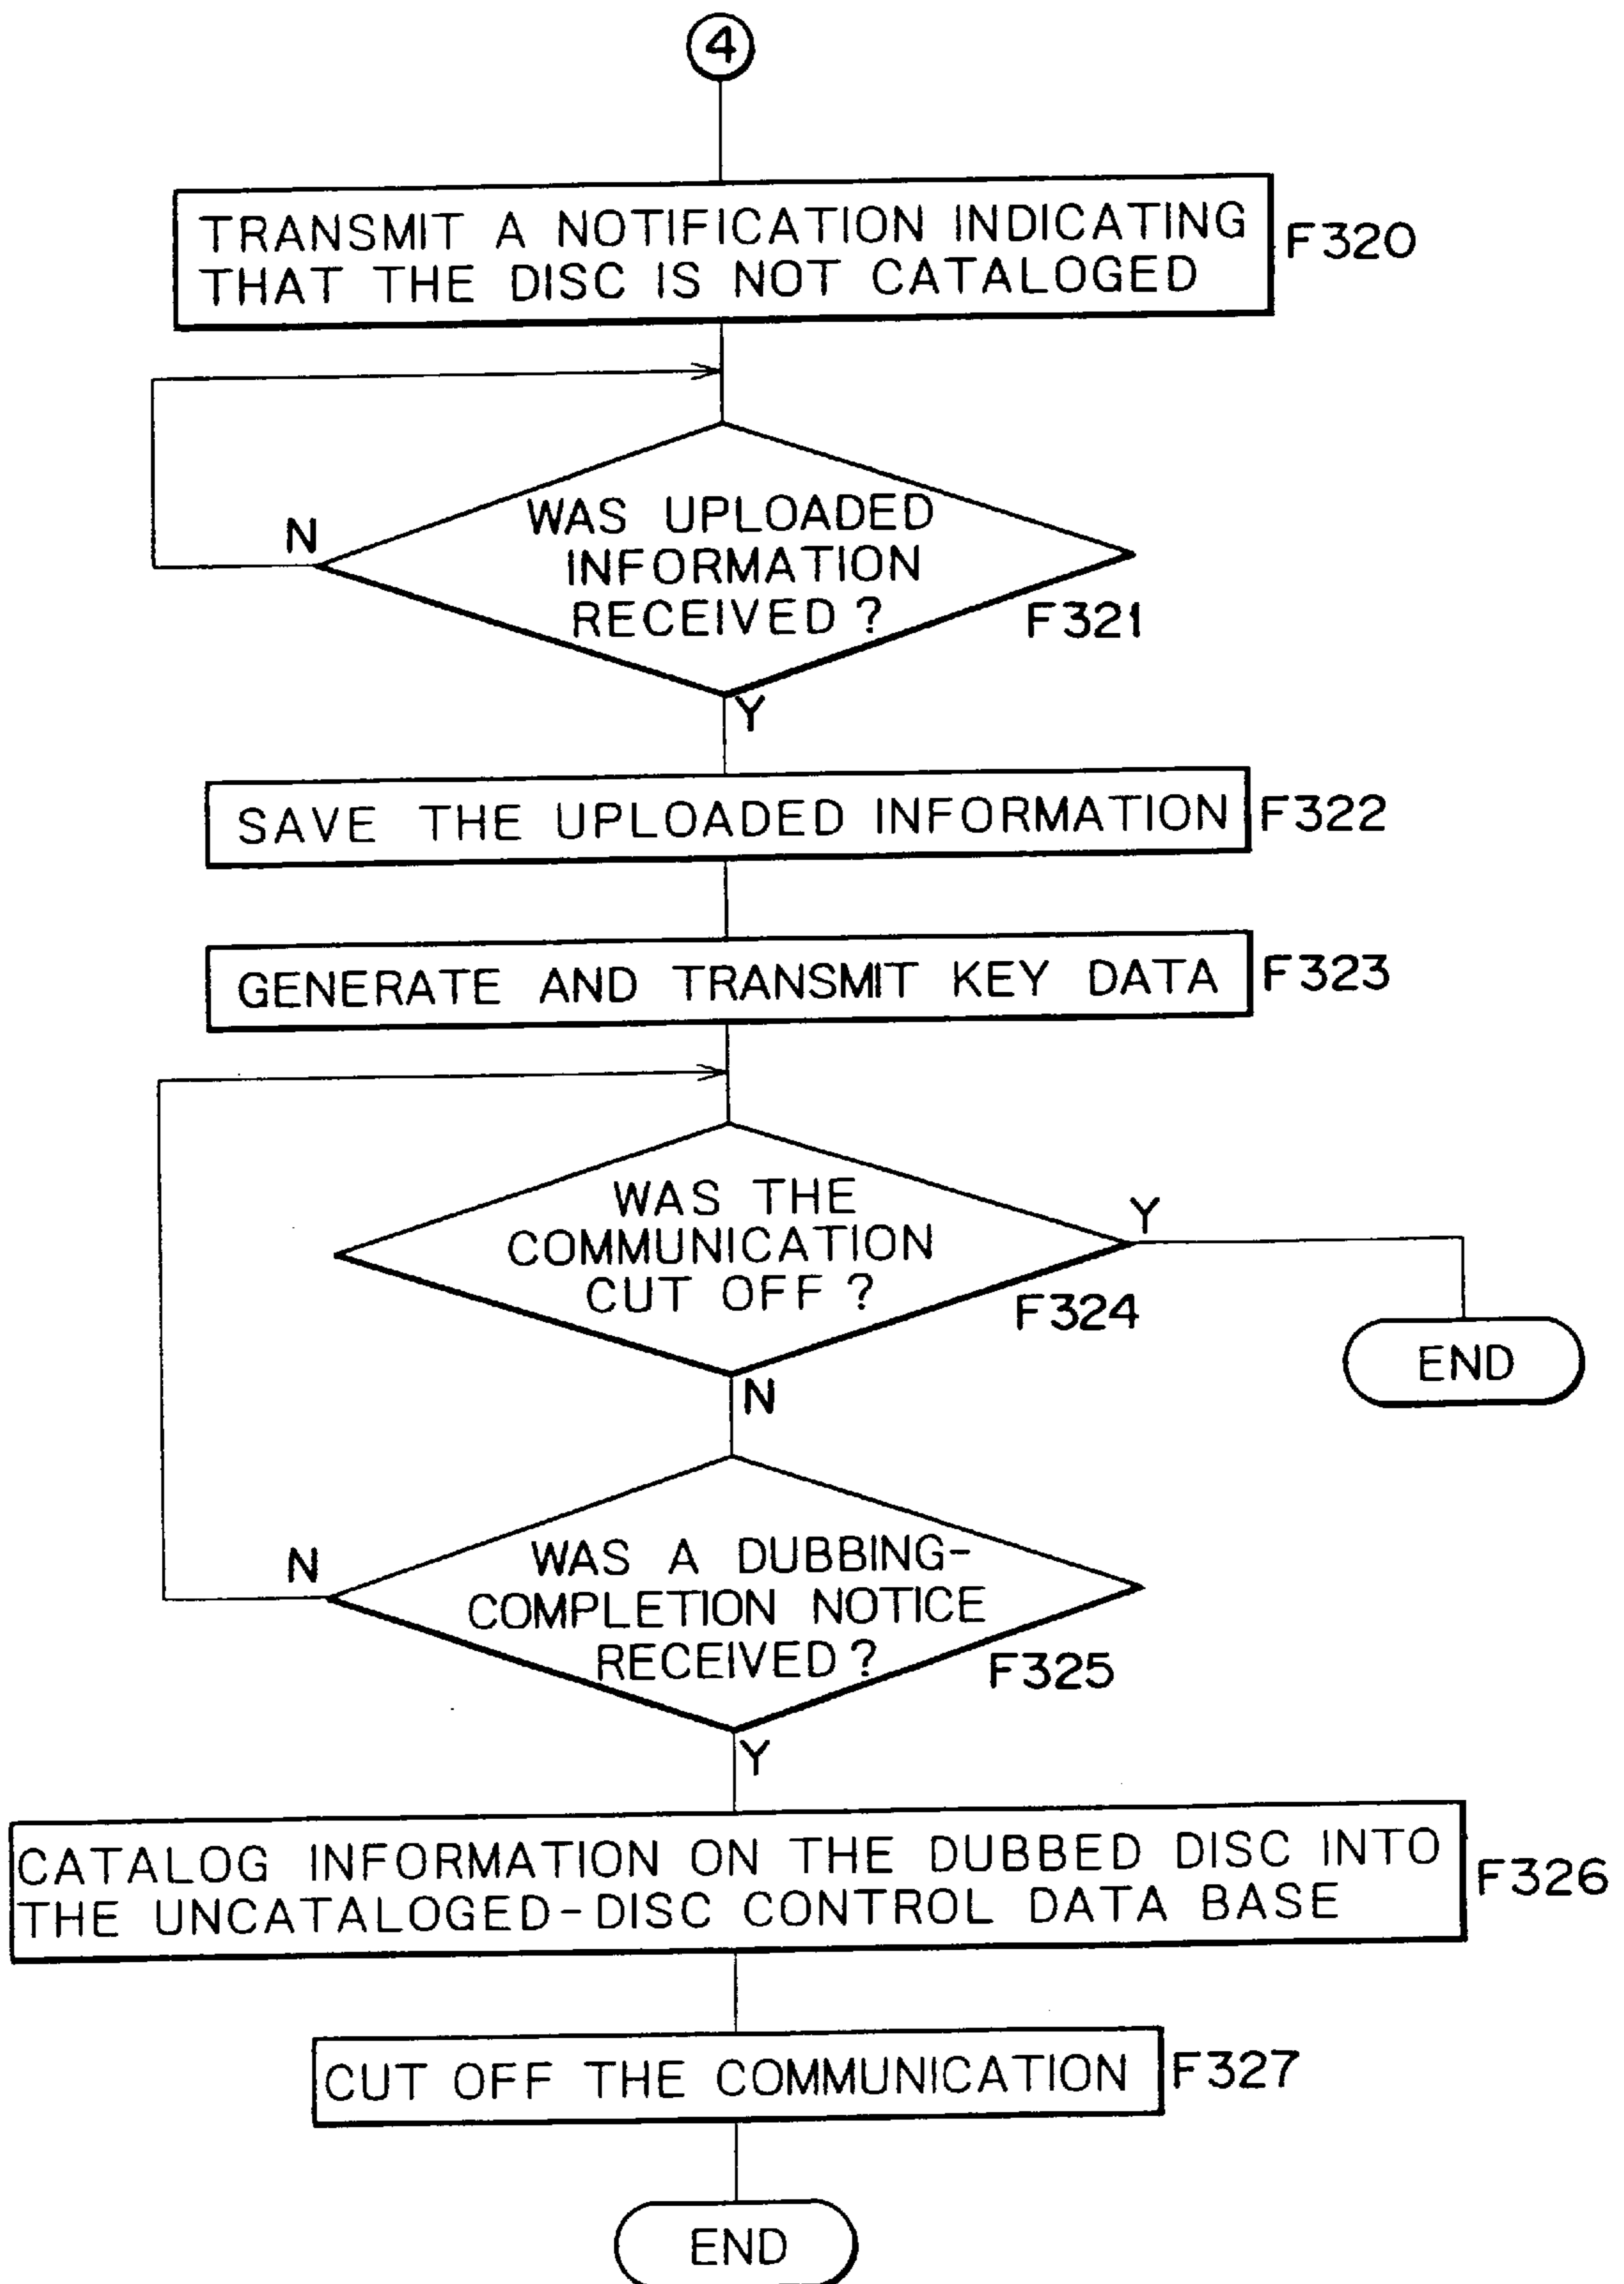 4
TRANSMIT A NOTIFICATION INDICATING
THAT THE DISC IS NOT CATALOGED
F320
N
WAS UPLOADED
INFORMATION
RECEIVED ?
F321
Y
SAVE THE UPLOADED INFORMATION
F322
GENERATE AND TRANSMIT KEY DATA
F323
WAS THE
COMMUNICATION
CUT OFF ?
Y
F324
END
N
N
WAS A DUBBING-
COMPLETION NOTICE
RECEIVED ?
F325
Y
CATALOG INFORMATION ON THE DUBBED DISC INTO
THE UNCATALOGED-DISC CONTROL DATA BASE
F326
CUT OFF THE COMMUNICATION
F327
END